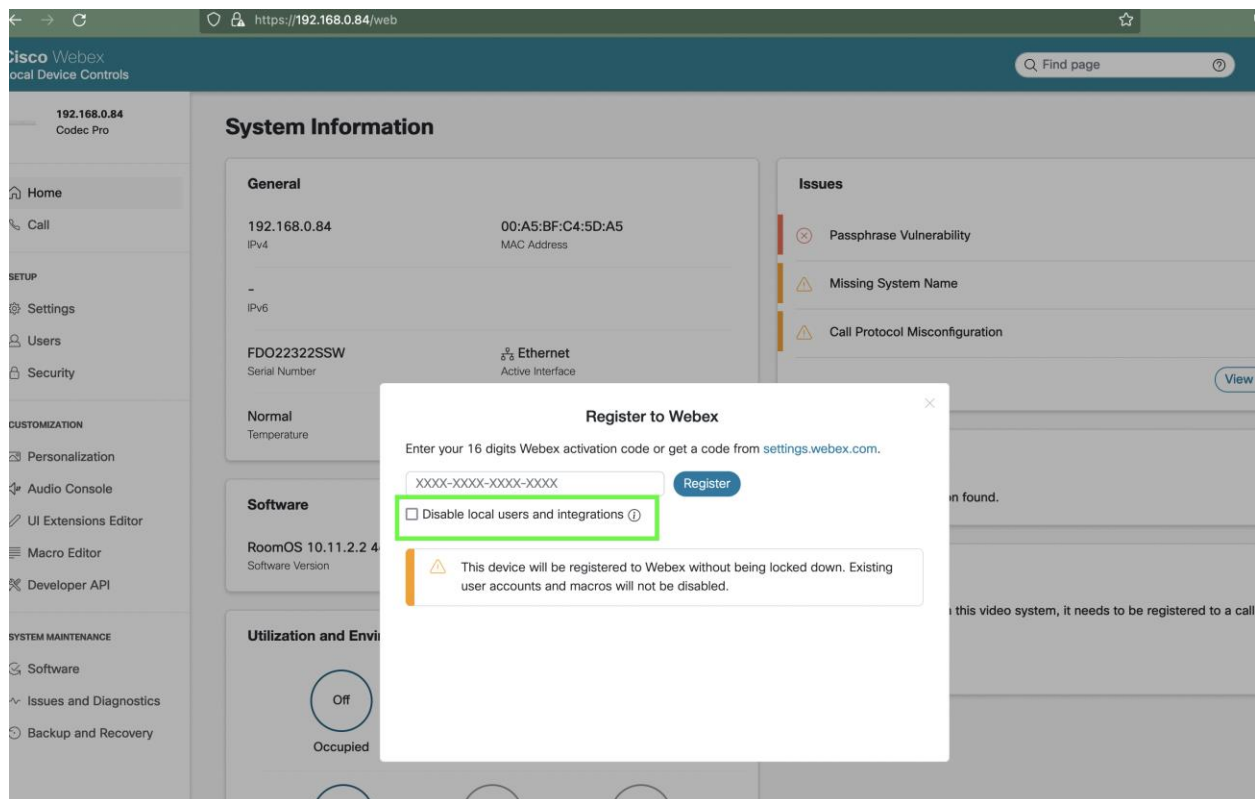 https://192.168.0.84/web
Cisco Webex
Local Device Controls
Find page
192.168.0.84
Codec Pro
Home
Call
SETUP
Settings
Users
Security
CUSTOMIZATION
Personalization
Audio Console
UI Extensions Editor
Macro Editor
Developer API
SYSTEM MAINTENANCE
Software
Issues and Diagnostics
Backup and Recovery
System Information
General
192.168.0.84
IPv4
00:A5:BF:C4:5D:A5
MAC Address
-
IPv6
FDO22322SSW
Serial Number
Ethernet
Active Interface
Normal
Temperature
Software
RoomOS 10.11.2.2
Software Version
Utilization and
Off
Occupied
Issues
Passphrase Vulnerability
Missing System Name
Call Protocol Misconfiguration
View
found.
this video system, it needs to be registered to a call
Register to Webex
Enter your 16 digits Webex activation code or get a code from settings.webex.com.
XXXX-XXXX-XXXX-XXXX
Register
Disable local users and integrations
This device will be registered to Webex without being locked down. Existing
user accounts and macros will not be disabled.